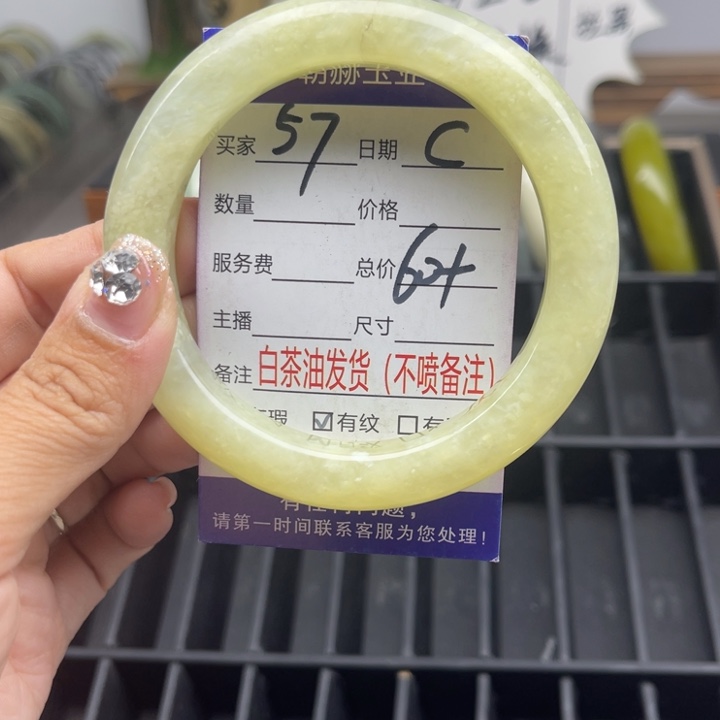 买家 57 日期 C
数量 价格
服务费 总价
主播 尺寸
备注 白茶油发货（不喷备注）
瑕 ☑有纹 ☐有
请第一时间联系客服为您处理！